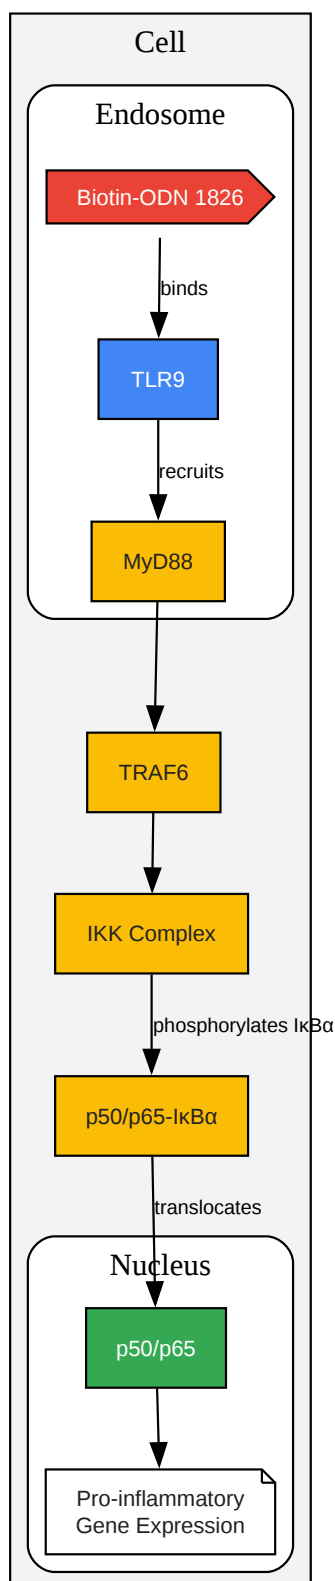 Cell
Endosome
Biotin-ODN 1826
binds
TLR9
recruits
MyD88
TRAF6
IKK Complex
phosphorylates IκBα
p50/p65-IκBα
translocates
Nucleus
p50/p65
Pro-inflammatory
Gene Expression